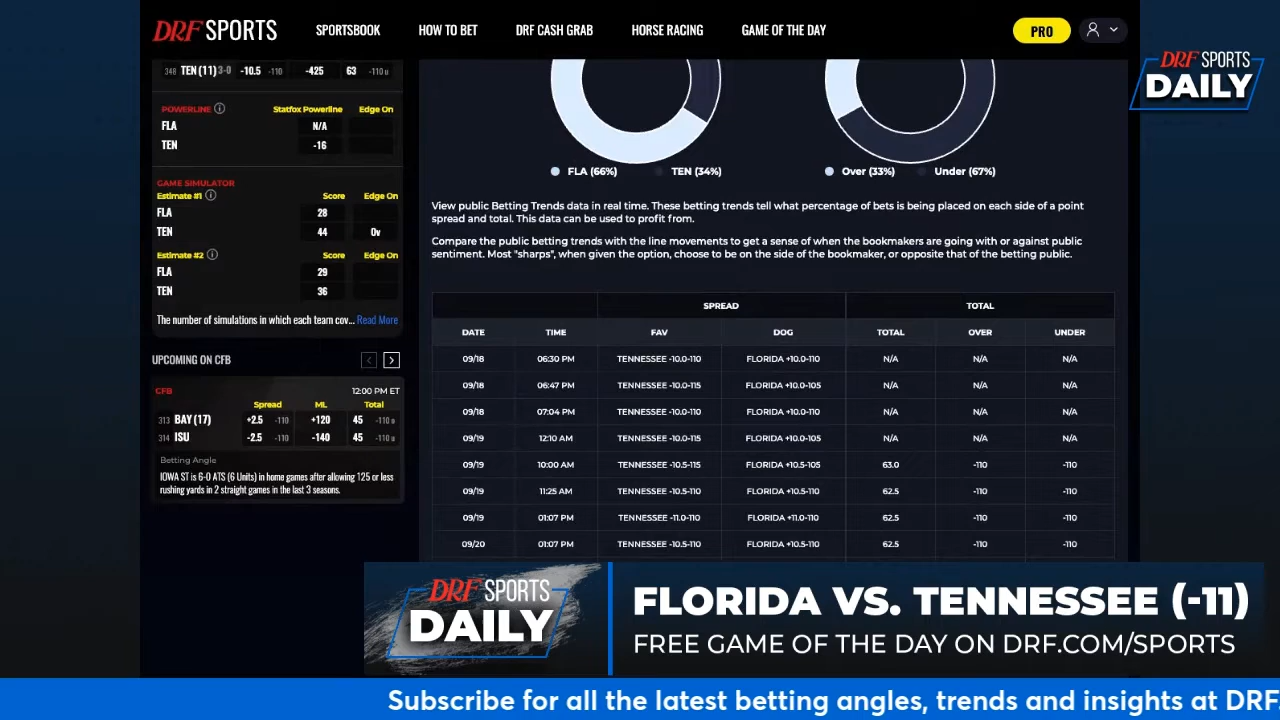 DRF SPORTS
SPORTSBOOK
HOW TO BET
DRF CASH GRAB
HORSE RACING
GAME OF THE DAY
PRO
DRF SPORTS
DAILY
346 TEN (11) 3-0 -10.5 -110 -425 63 -110 u
POWERLINE Statfox Powerline Edge On
FLA N/A
TEN -16
GAME SIMULATOR
Estimate #1 Score Edge On
FLA 28
TEN 44 Ov
Estimate #2 Score Edge On
FLA 29
TEN 36
The number of simulations in which each team cov... Read More
UPCOMING ON CFB
CFB 12:00 PM ET
Spread ML Total
313 BAY (17) +2.5 -110 +120 45 -110 o
314 ISU -2.5 -110 -140 45 -110 u
Betting Angle
IOWA ST is 6-0 ATS (6 Units) in home games after allowing 125 or less
rushing yards in 2 straight games in the last 3 seasons.
FLA (66%) TEN (34%) Over (33%) Under (67%)
View public Betting Trends data in real time. These betting trends tell what percentage of bets is being placed on each side of a point
spread and total. This data can be used to profit from.
Compare the public betting trends with the line movements to get a sense of when the bookmakers are going with or against public
sentiment. Most "sharps", when given the option, choose to be on the side of the bookmaker, or opposite that of the betting public.
SPREAD TOTAL
DATE TIME FAV DOG TOTAL OVER UNDER
09/18 06:30 PM TENNESSEE -10.0-110 FLORIDA +10.0-110 N/A N/A N/A
09/18 06:47 PM TENNESSEE -10.0-115 FLORIDA +10.0-105 N/A N/A N/A
09/18 07:04 PM TENNESSEE -10.0-110 FLORIDA +10.0-110 N/A N/A N/A
09/19 12:10 AM TENNESSEE -10.0-115 FLORIDA +10.0-105 N/A N/A N/A
09/19 10:00 AM TENNESSEE -10.5-115 FLORIDA +10.5-105 63.0 -110 -110
09/19 11:25 AM TENNESSEE -10.5-110 FLORIDA +10.5-110 62.5 -110 -110
09/19 01:07 PM TENNESSEE -11.0-110 FLORIDA +11.0-110 62.5 -110 -110
09/20 01:07 PM TENNESSEE -10.5-110 FLORIDA +10.5-110 62.5 -110 -110
DRF SPORTS
DAILY
FLORIDA VS. TENNESSEE (-11)
FREE GAME OF THE DAY ON DRF.COM/SPORTS
Subscribe for all the latest betting angles, trends and insights at DRF.